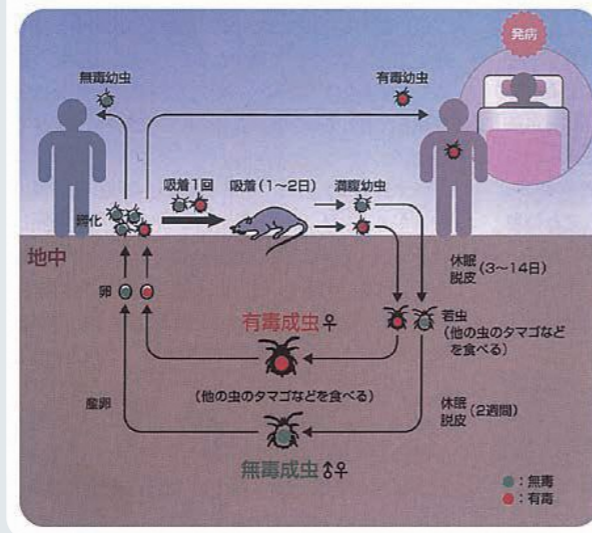 発病
無毒幼虫
有毒幼虫
吸着1回
吸着(1~2日)
満腹幼虫
孵化
地中
休眠
脱皮
(3~14日)
卵
有毒成虫♀
若虫
(他の虫のタマゴなど
を食べる)
(他の虫のタマゴなどを食べる)
産卵
休眠
脱皮
(2週間)
無毒成虫♂♀
:無毒
:有毒